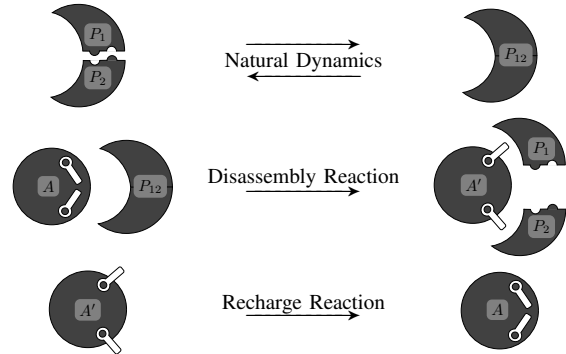 P1
P2
Natural Dynamics
P12
A
P12
Disassembly Reaction
A'
P1
P2
A'
Recharge Reaction
A